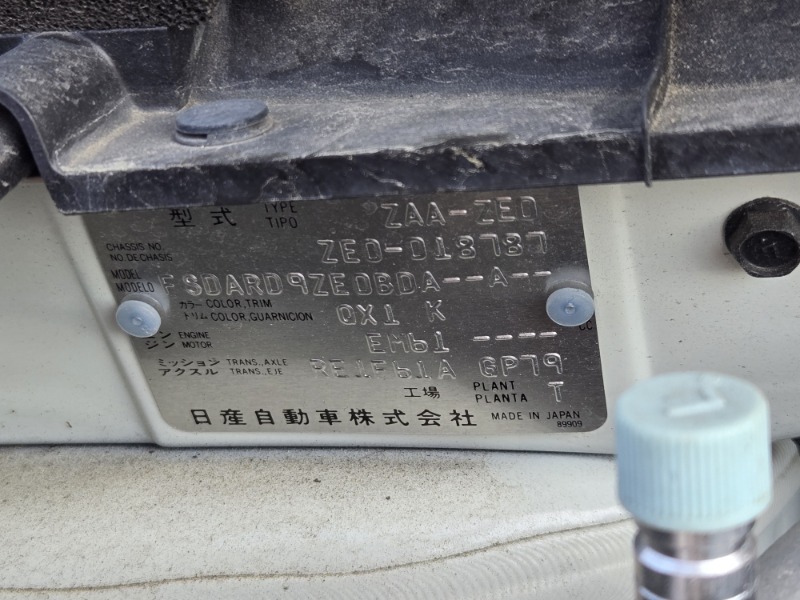 型式 TYPE TIPO ZAA-ZE0
CHASSIS NO. NO.DE CHASIS ZE0-018787
MODEL MODELO FSDARD9ZE0BDA--A--
カラー COLOR,TRIM トリム COLOR,GUARNICION QX1 K
ン ENGINE ジン MOTOR EM61 ---- CC
ミッション TRANS.,AXLE アクスル TRANS.,EJE RE1F61A GP79
工場 PLANT PLANTA T
日産自動車株式会社 MADE IN JAPAN
89909